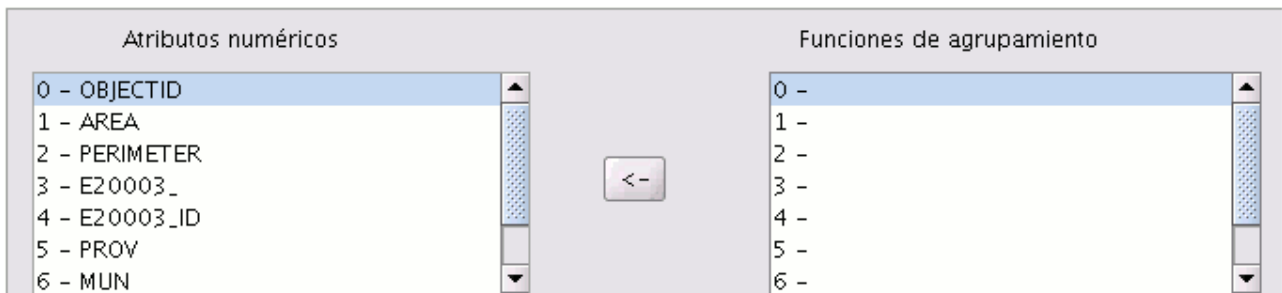 Atributos numéricos Funciones de agrupamiento
0 - OBJECTID 0 -
1 - AREA 1 -
2 - PERIMETER 2 -
3 - E20003_ 3 -
<-
4 - E20003_ID 4 -
5 - PROV 5 -
6 - MUN 6 -